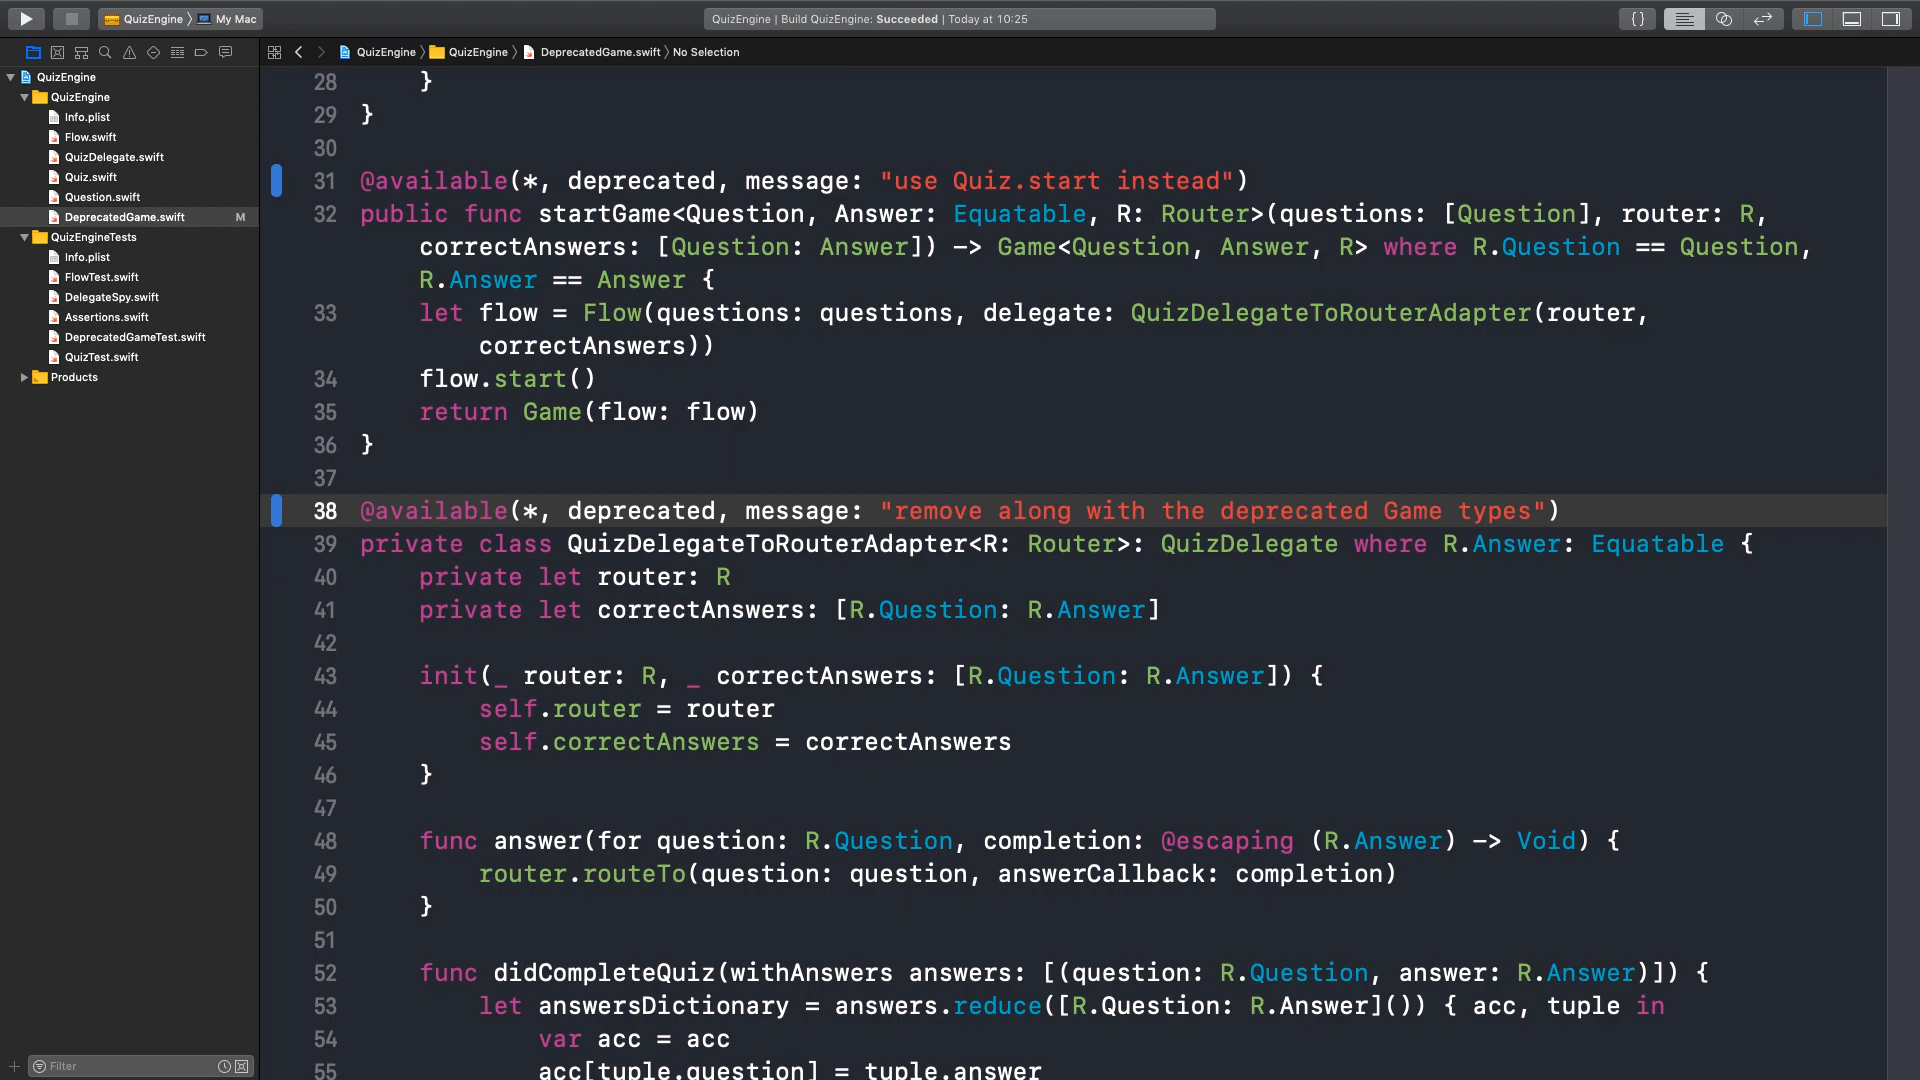 QuizEngine My Mac
QuizEngine | Build QuizEngine: Succeeded | Today at 10:25
QuizEngine QuizEngine DeprecatedGame.swift No Selection
QuizEngine
QuizEngine
Info.plist
Flow.swift
QuizDelegate.swift
Quiz.swift
Question.swift
DeprecatedGame.swift M
QuizEngineTests
Info.plist
FlowTest.swift
DelegateSpy.swift
Assertions.swift
DeprecatedGameTest.swift
QuizTest.swift
Products
Filter
28 }
29 }
30
31 @available(*, deprecated, message: "use Quiz.start instead")
32 public func startGame<Question, Answer: Equatable, R: Router>(questions: [Question], router: R,
correctAnswers: [Question: Answer]) -> Game<Question, Answer, R> where R.Question == Question,
R.Answer == Answer {
33 let flow = Flow(questions: questions, delegate: QuizDelegateToRouterAdapter(router,
correctAnswers))
34 flow.start()
35 return Game(flow: flow)
36 }
37
38 @available(*, deprecated, message: "remove along with the deprecated Game types")
39 private class QuizDelegateToRouterAdapter<R: Router>: QuizDelegate where R.Answer: Equatable {
40 private let router: R
41 private let correctAnswers: [R.Question: R.Answer]
42
43 init(_ router: R, _ correctAnswers: [R.Question: R.Answer]) {
44 self.router = router
45 self.correctAnswers = correctAnswers
46 }
47
48 func answer(for question: R.Question, completion: @escaping (R.Answer) -> Void) {
49 router.routeTo(question: question, answerCallback: completion)
50 }
51
52 func didCompleteQuiz(withAnswers answers: [(question: R.Question, answer: R.Answer)]) {
53 let answersDictionary = answers.reduce([R.Question: R.Answer]()) { acc, tuple in
54 var acc = acc
55 acc[tuple.question] = tuple.answer